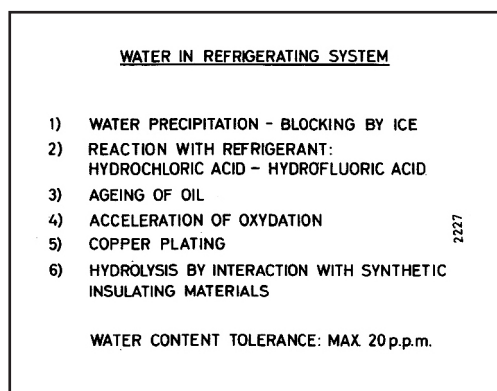 WATER IN REFRIGERATING SYSTEM
1) WATER PRECIPITATION - BLOCKING BY ICE
2) REACTION WITH REFRIGERANT:
HYDROCHLORIC ACID - HYDROFLUORIC ACID
3) AGEING OF OIL
4) ACCELERATION OF OXYDATION
5) COPPER PLATING
6) HYDROLYSIS BY INTERACTION WITH SYNTHETIC
INSULATING MATERIALS
WATER CONTENT TOLERANCE: MAX. 20 p.p.m.
2227